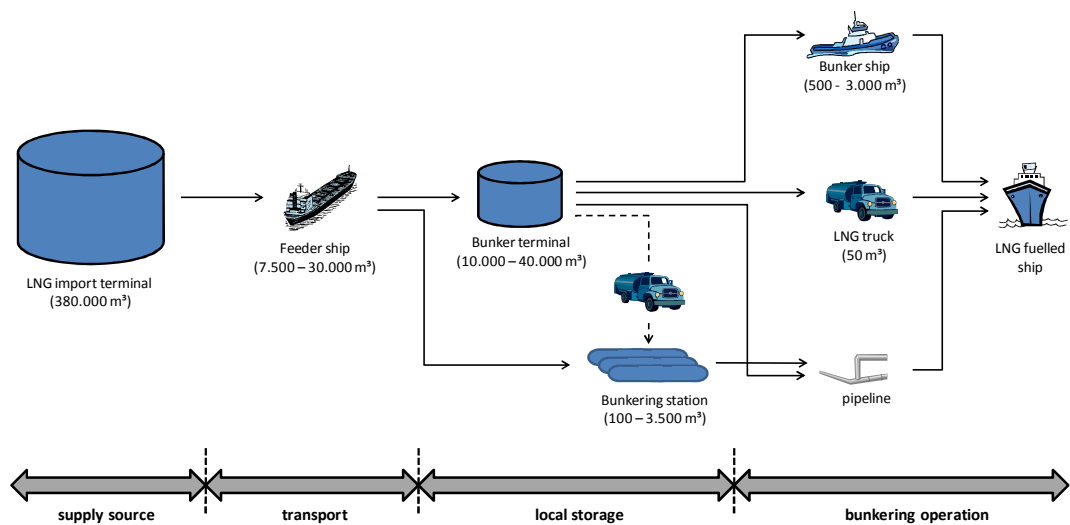 Bunker ship
(500 - 3.000 m³)
LNG import terminal
(380.000 m³)
Feeder ship
(7.500 – 30.000 m³)
Bunker terminal
(10.000 – 40.000 m³)
LNG truck
(50 m³)
LNG fuelled
ship
Bunkering station
(100 – 3.500 m³)
pipeline
supply source
transport
local storage
bunkering operation